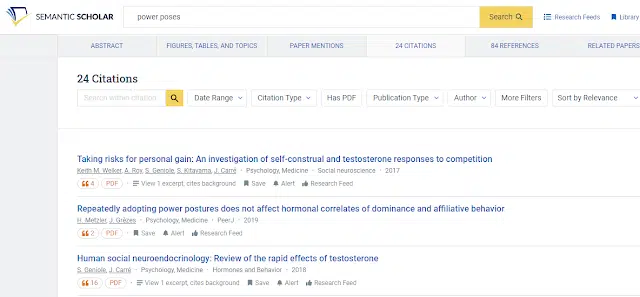 SEMANTIC SCHOLAR
power poses
Search
Research Feeds
Library
ABSTRACT
FIGURES, TABLES, AND TOPICS
PAPER MENTIONS
24 CITATIONS
84 REFERENCES
RELATED PAPERS
24 Citations
Search within citation
Date Range
Citation Type
Has PDF
Publication Type
Author
More Filters
Sort by Relevance
Taking risks for personal gain: An investigation of self-construal and testosterone responses to competition
Keith M. Welker, A. Roy, S. Geniole, S. Kitayama, J. Carré · Psychology, Medicine · Social neuroscience · 2017
4 PDF · View 1 excerpt, cites background Save Alert Research Feed
Repeatedly adopting power postures does not affect hormonal correlates of dominance and affiliative behavior
H. Metzler, J. Grèzes · Psychology, Medicine · PeerJ · 2019
2 PDF · Save Alert Research Feed
Human social neuroendocrinology: Review of the rapid effects of testosterone
S. Geniole, J. Carré · Psychology, Medicine · Hormones and Behavior · 2018
16 PDF · View 1 excerpt, cites background Save Alert Research Feed